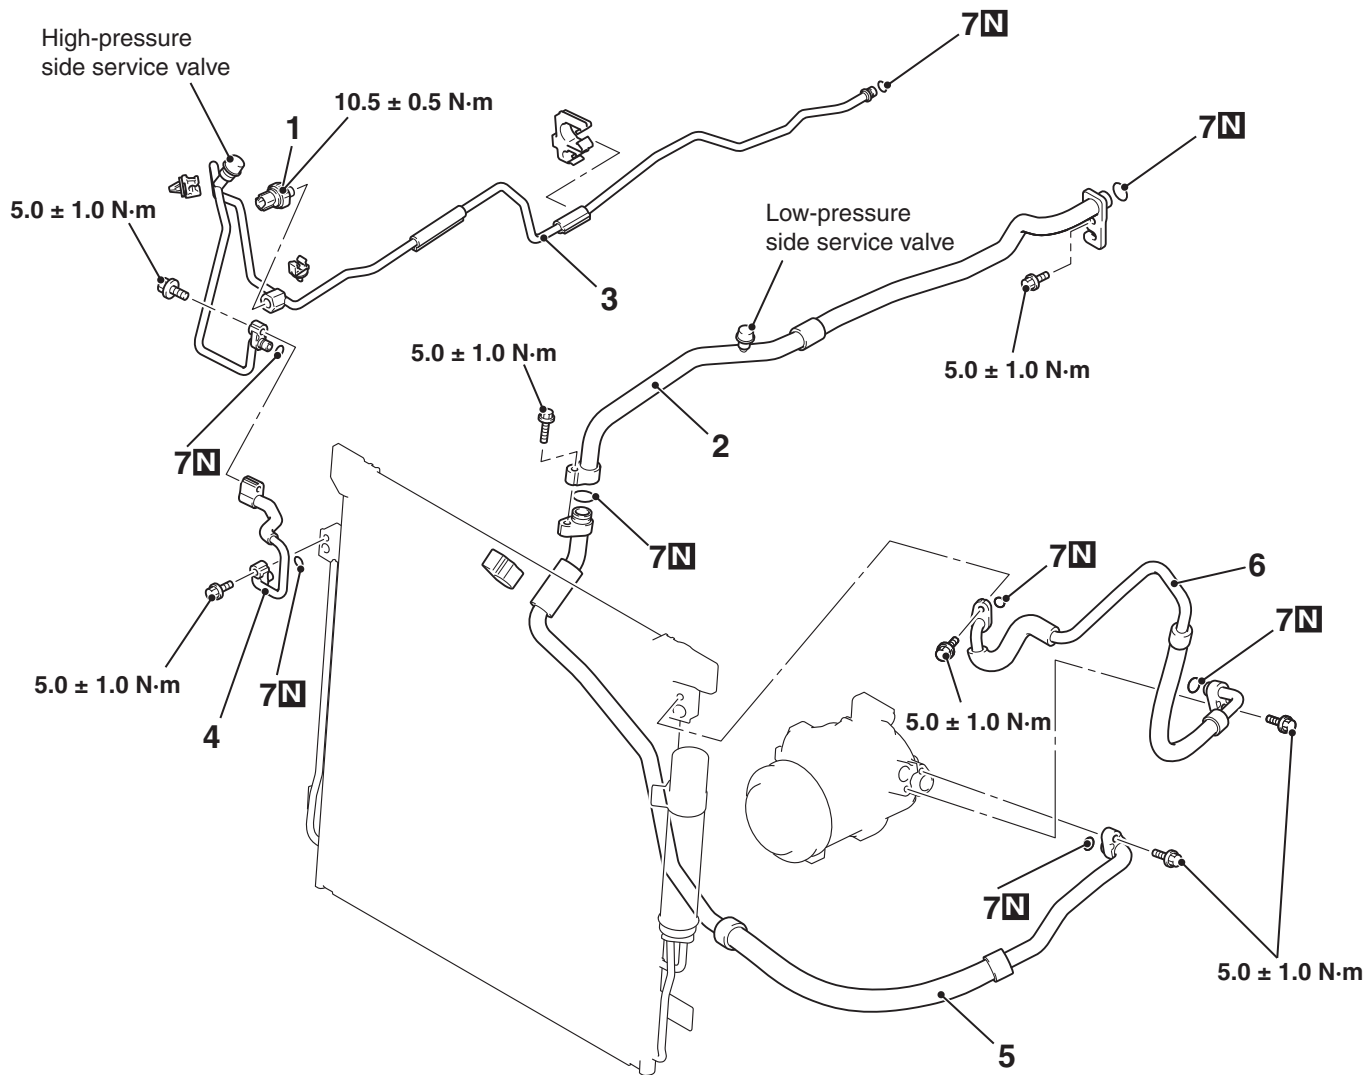 7N
High-pressure
side service valve
10.5 ± 0.5 N·m
1
7N
5.0 ± 1.0 N·m
Low-pressure
side service valve
3
5.0 ± 1.0 N·m
5.0 ± 1.0 N·m
2
7N
7N
7N
6
7N
5.0 ± 1.0 N·m
7N
4
5.0 ± 1.0 N·m
7N
5.0 ± 1.0 N·m
5